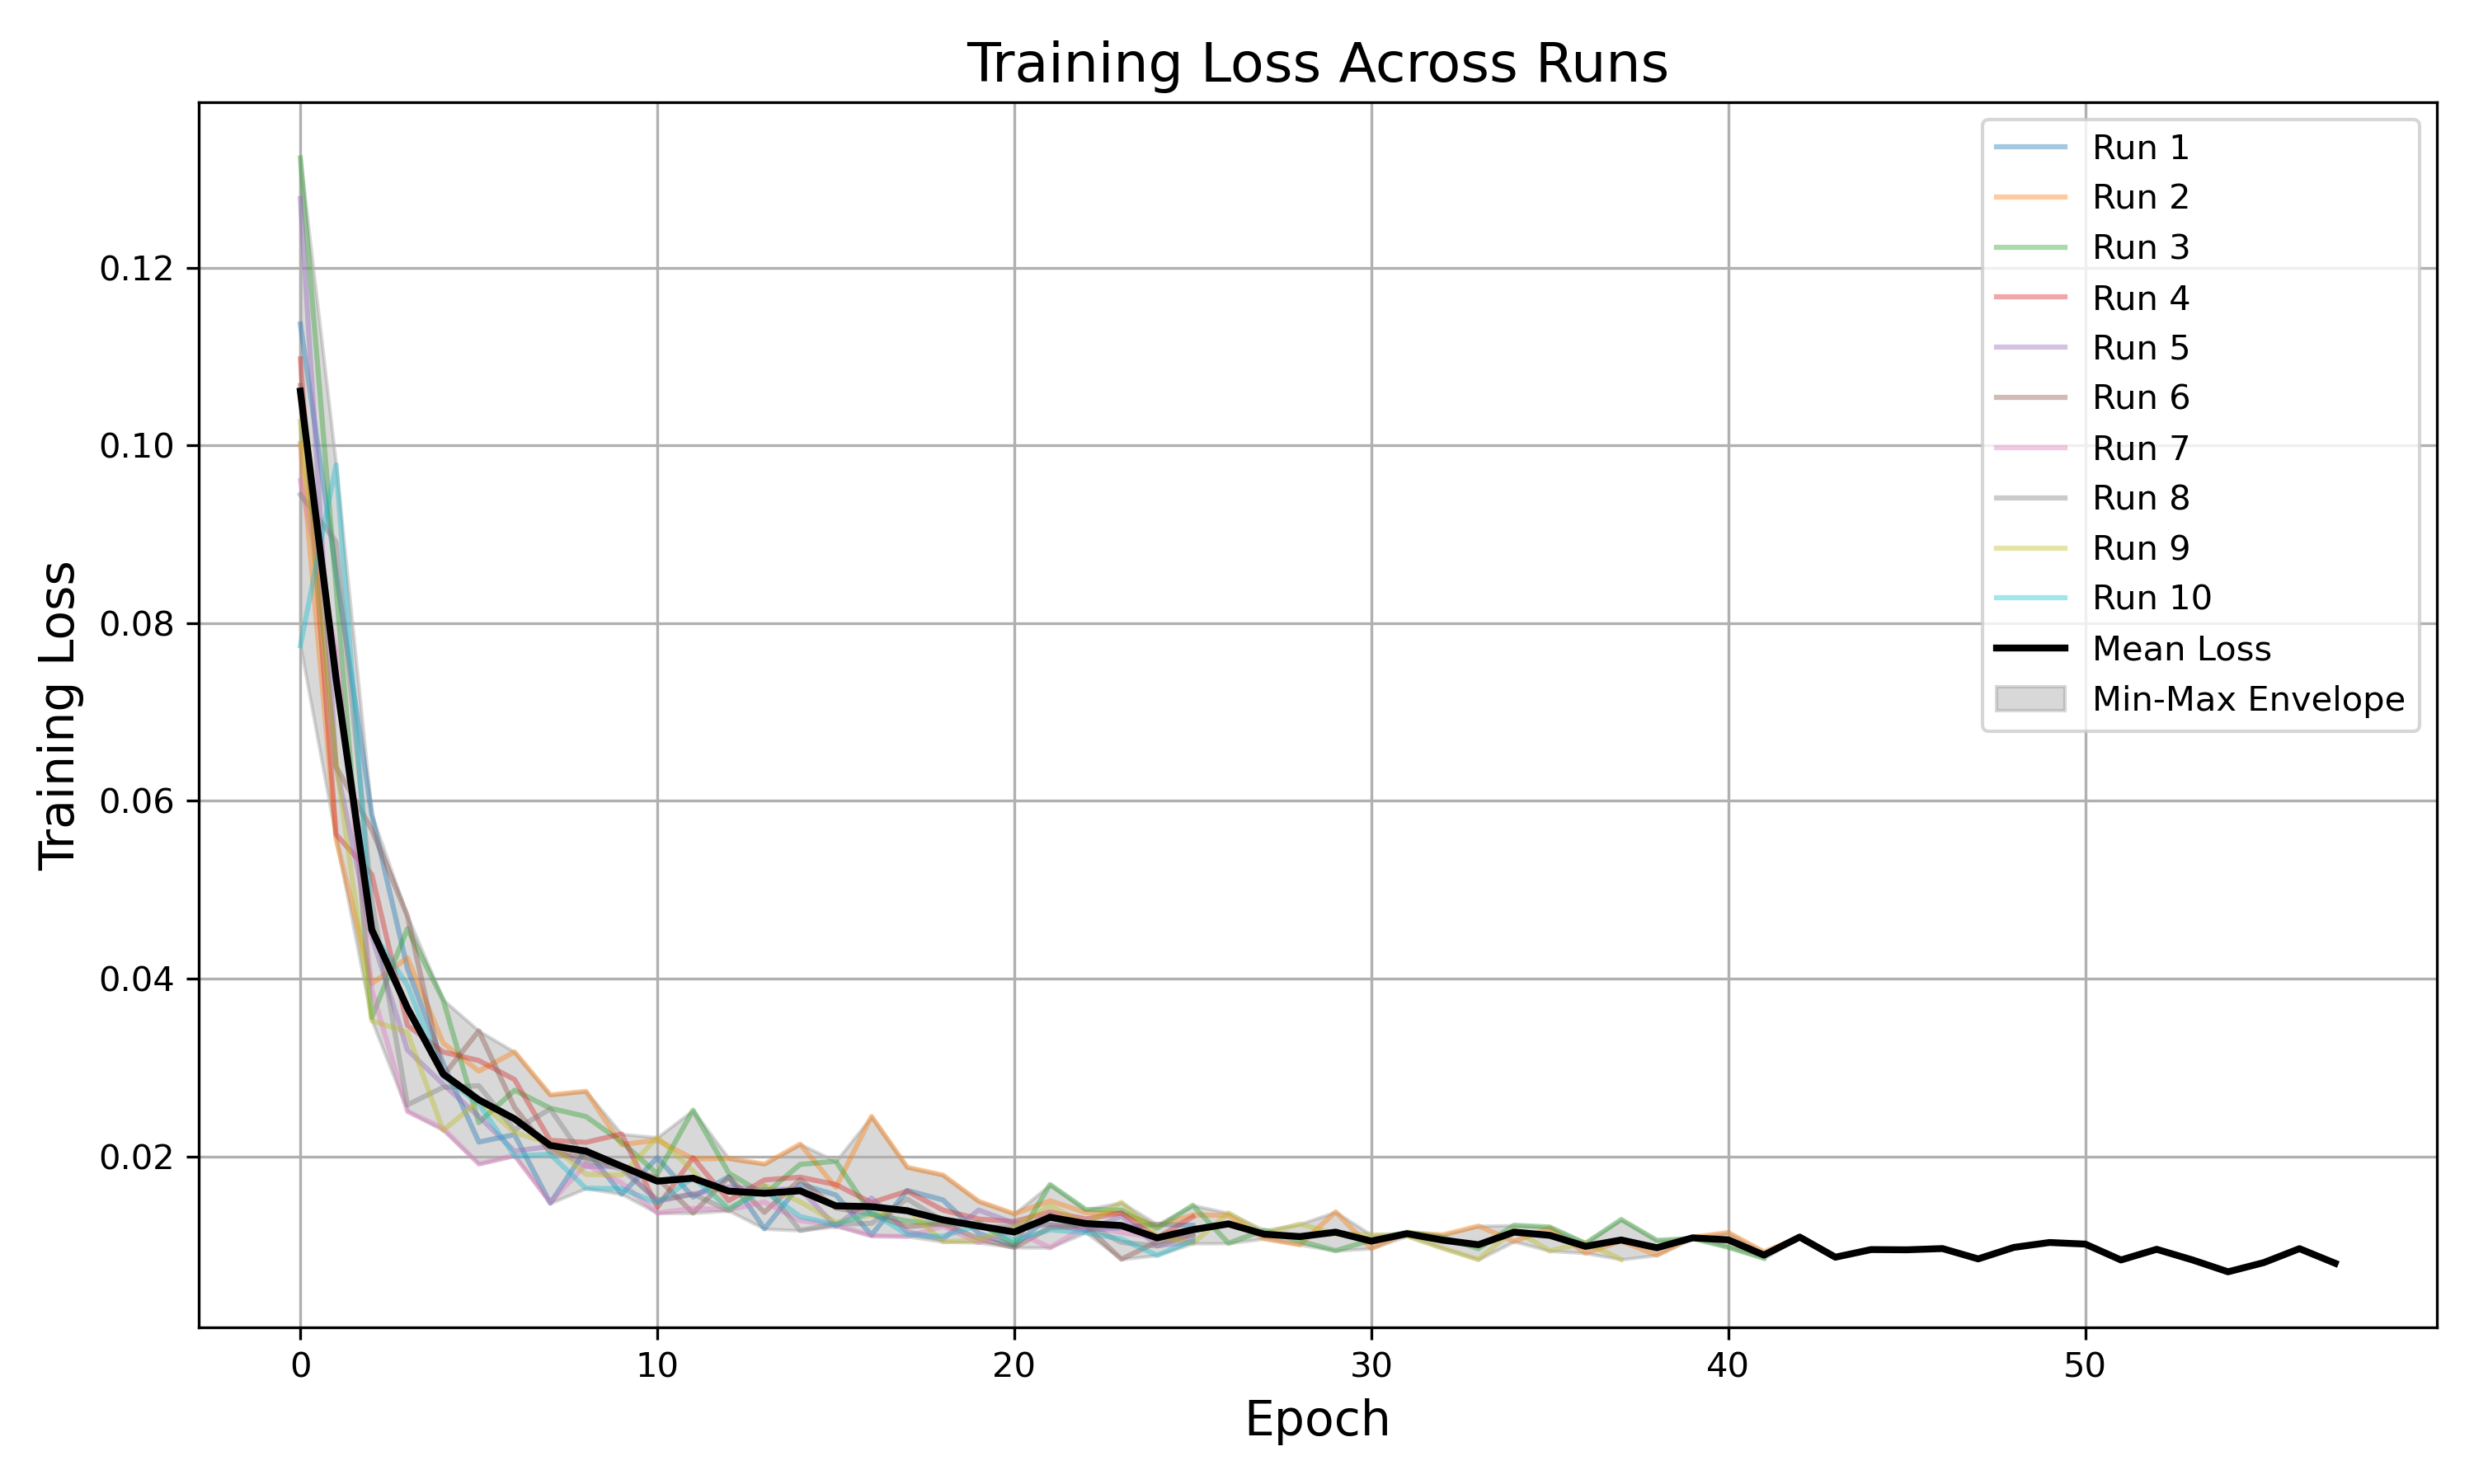 Training Loss Across Runs
Training Loss
0.12
0.10
0.08
0.06
0.04
0.02
0
10
20
30
40
50
Epoch
Run 1
Run 2
Run 3
Run 4
Run 5
Run 6
Run 7
Run 8
Run 9
Run 10
Mean Loss
Min-Max Envelope